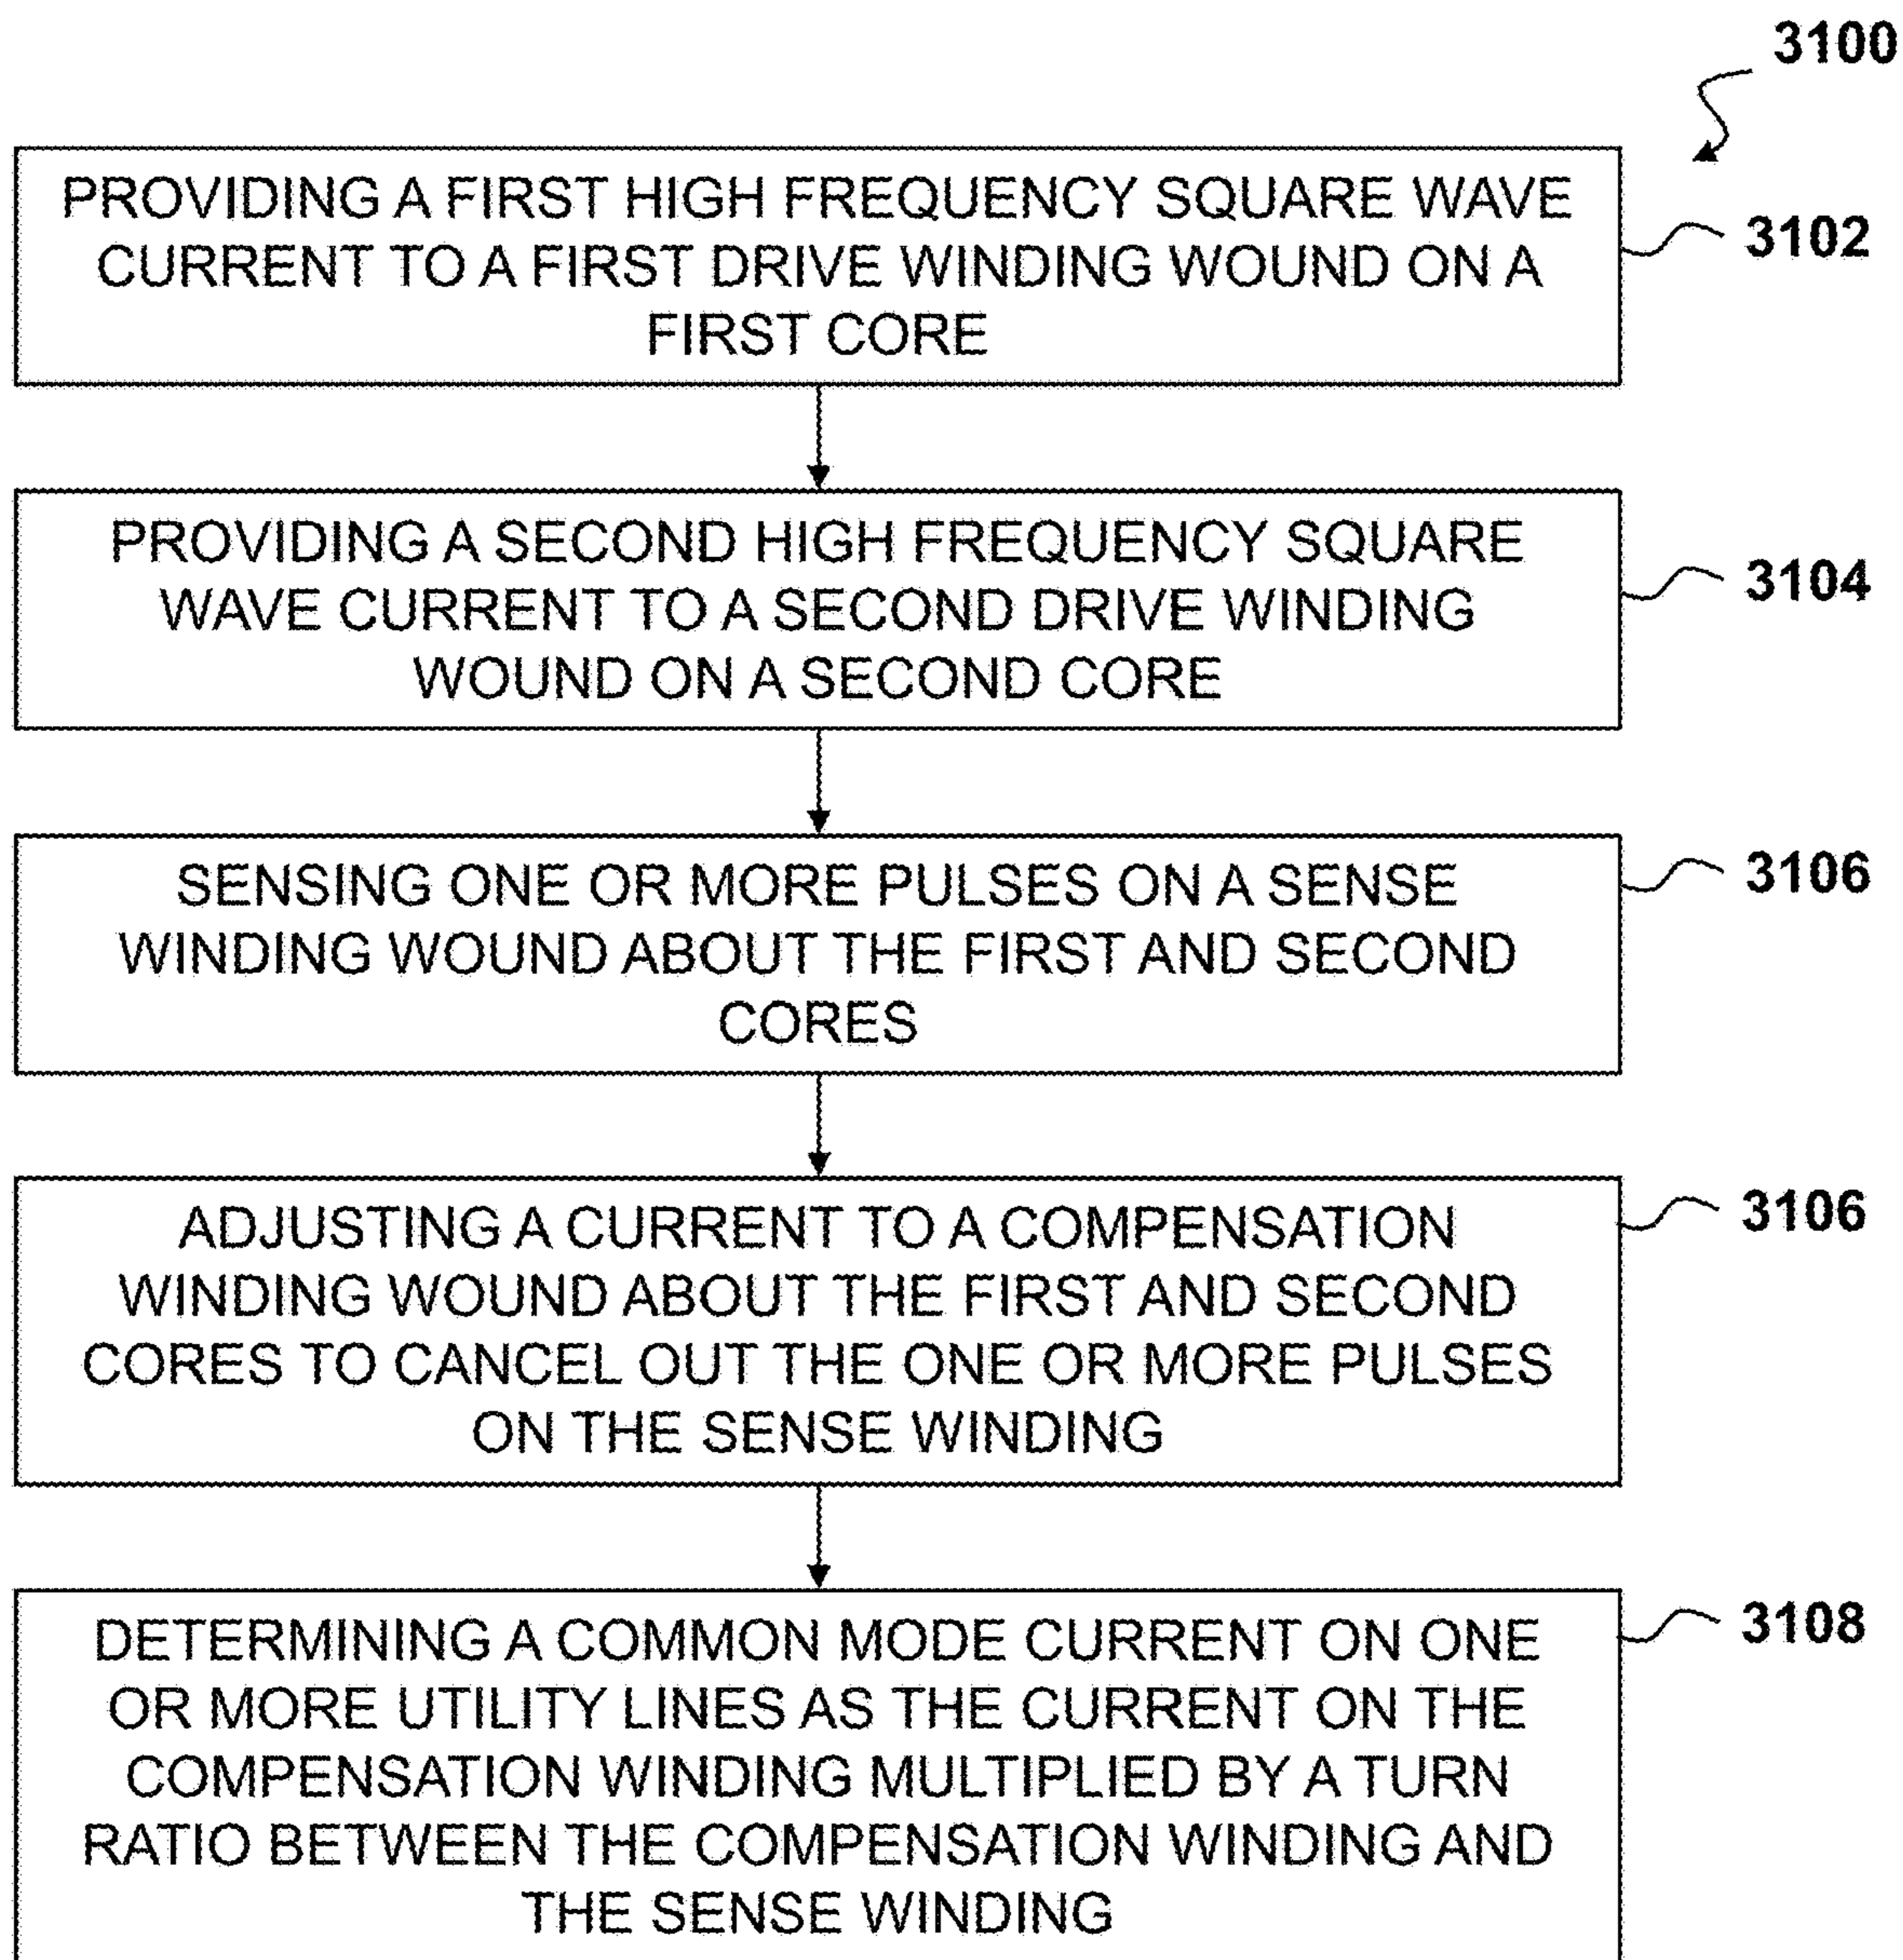 3100
PROVIDING A FIRST HIGH FREQUENCY SQUARE WAVE
CURRENT TO A FIRST DRIVE WINDING WOUND ON A
FIRST CORE
3102
PROVIDING A SECOND HIGH FREQUENCY SQUARE
WAVE CURRENT TO A SECOND DRIVE WINDING
WOUND ON A SECOND CORE
3104
SENSING ONE OR MORE PULSES ON A SENSE
WINDING WOUND ABOUT THE FIRST AND SECOND
CORES
3106
ADJUSTING A CURRENT TO A COMPENSATION
WINDING WOUND ABOUT THE FIRST AND SECOND
CORES TO CANCEL OUT THE ONE OR MORE PULSES
ON THE SENSE WINDING
3106
DETERMINING A COMMON MODE CURRENT ON ONE
OR MORE UTILITY LINES AS THE CURRENT ON THE
COMPENSATION WINDING MULTIPLIED BY A TURN
RATIO BETWEEN THE COMPENSATION WINDING AND
THE SENSE WINDING
3108